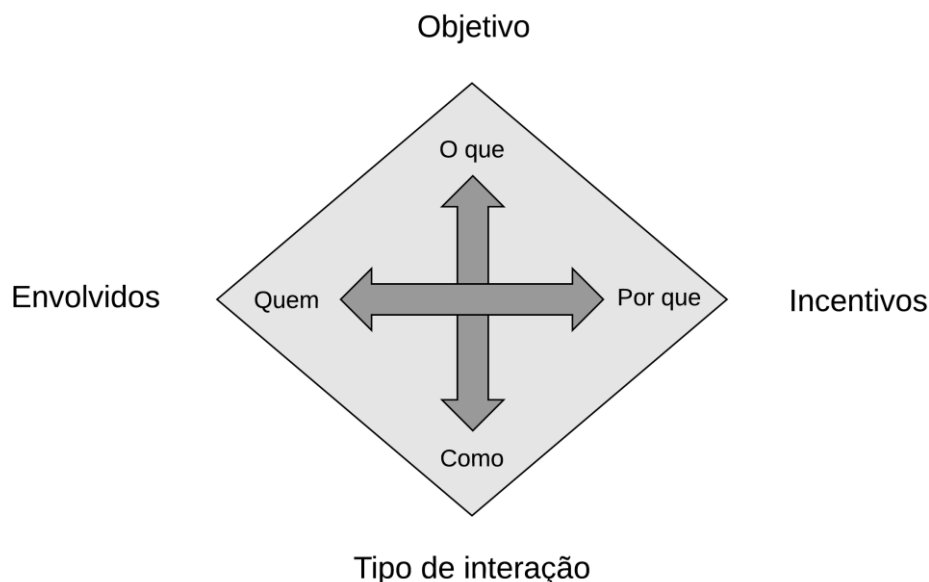 Objetivo
O que
Envolvidos
Quem
Por que
Incentivos
Como
Tipo de interação